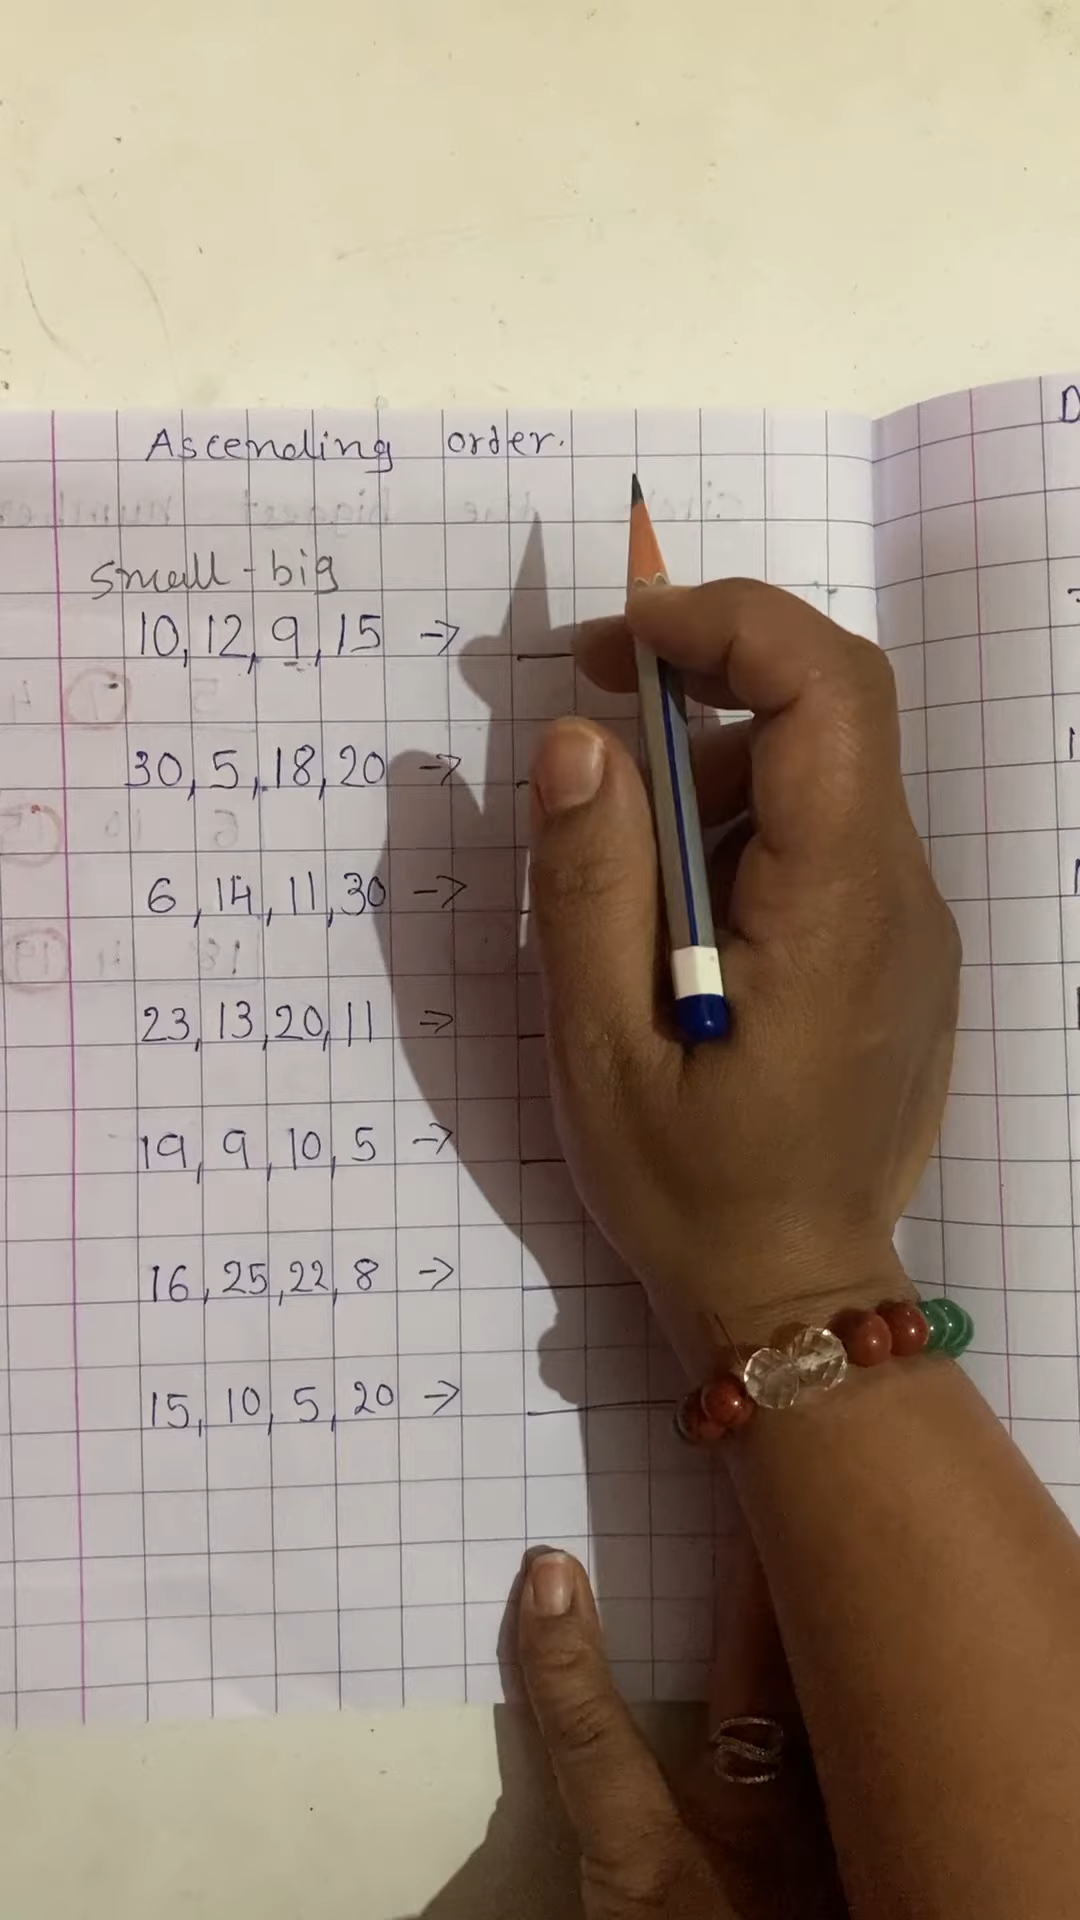 Ascending order.
small - big
10, 12, 9, 15 →
30, 5, 18, 20 →
6, 14, 11, 30 →
23, 13, 20, 11 →
19, 9, 10, 5 →
16, 25, 22, 8 →
15, 10, 5, 20 →